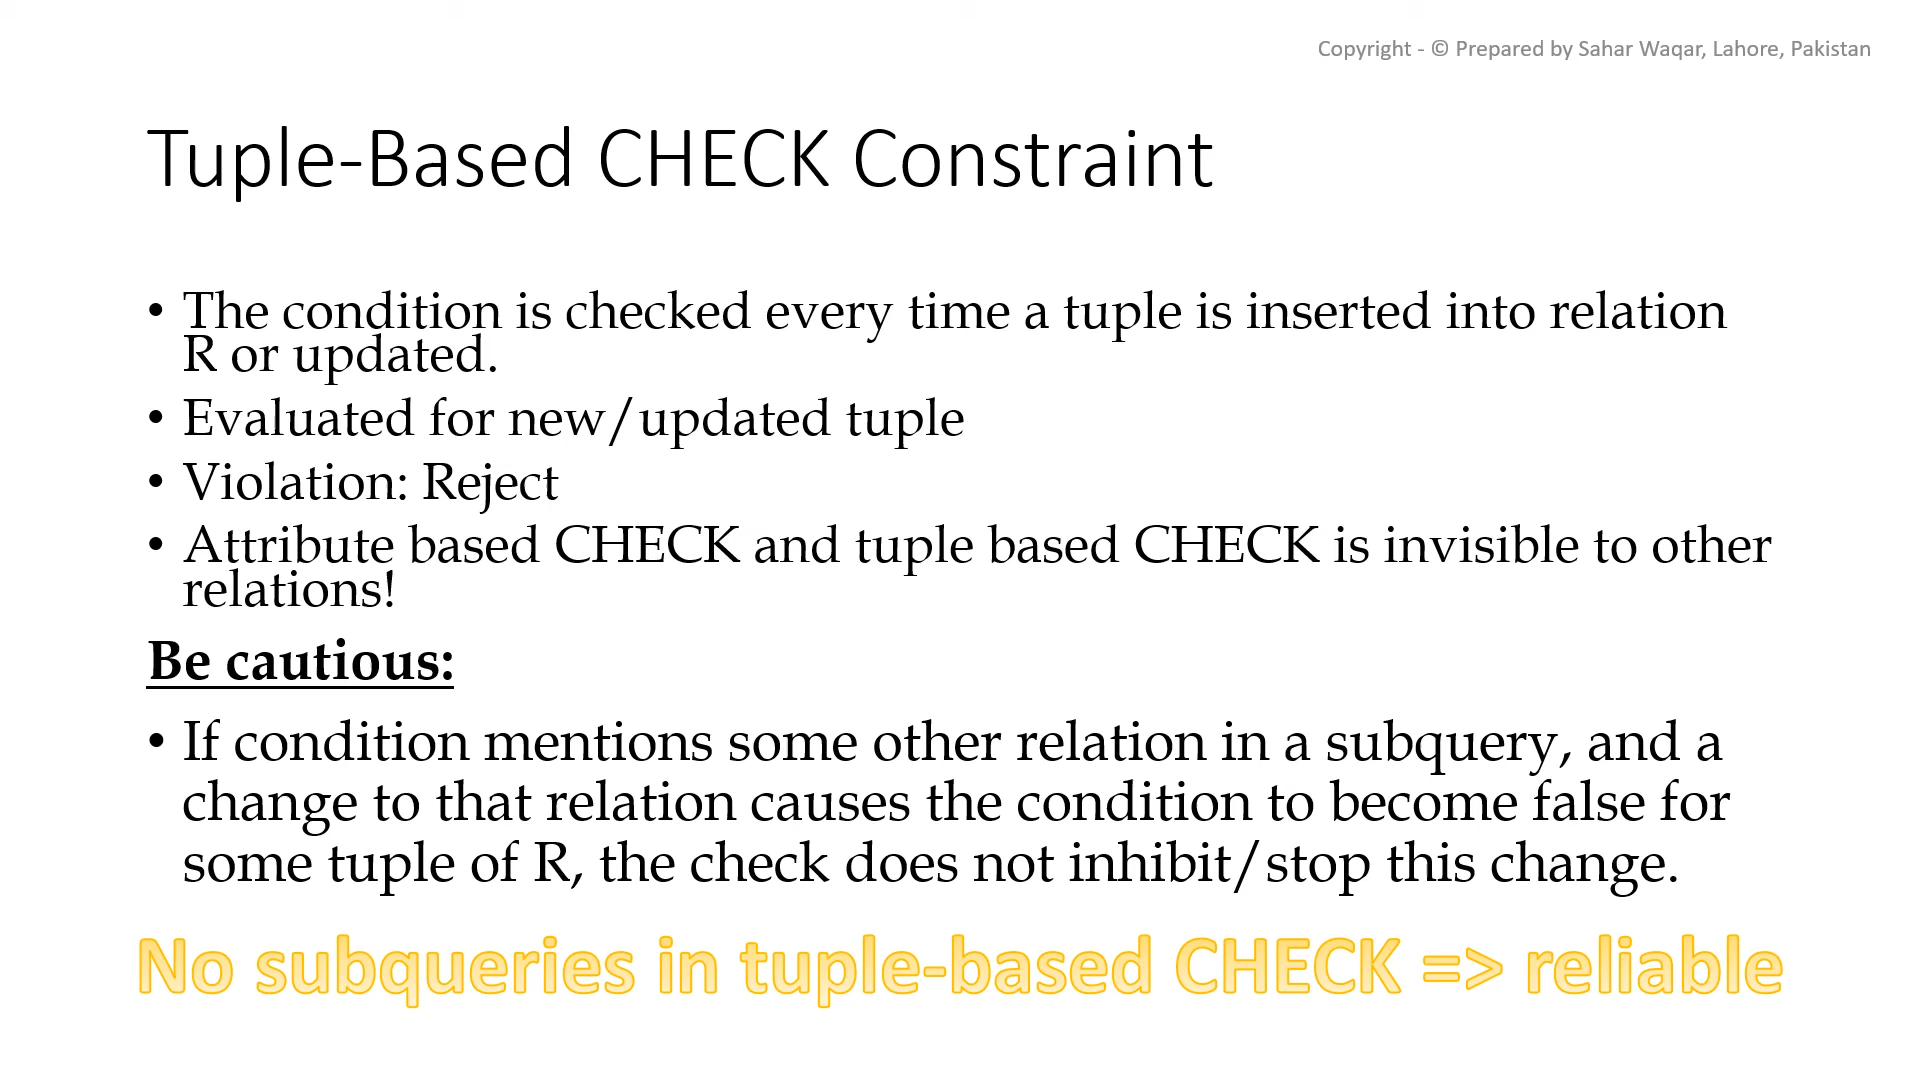 Copyright - © Prepared by Sahar Waqar, Lahore, Pakistan
Tuple-Based CHECK Constraint
• The condition is checked every time a tuple is inserted into relation
R or updated.
• Evaluated for new/updated tuple
• Violation: Reject
• Attribute based CHECK and tuple based CHECK is invisible to other
relations!
Be cautious:
• If condition mentions some other relation in a subquery, and a
change to that relation causes the condition to become false for
some tuple of R, the check does not inhibit/stop this change.
No subqueries in tuple-based CHECK => reliable